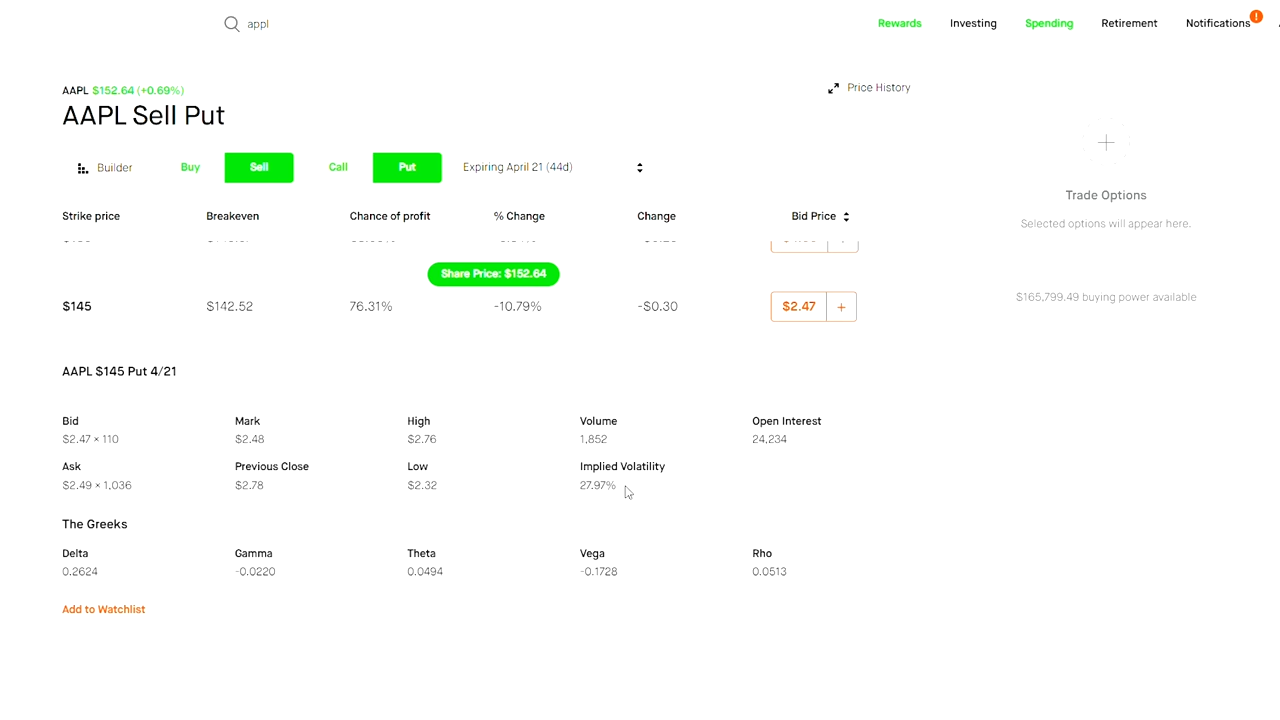 appl
Rewards Investing Spending Retirement Notifications !
AAPL $152.64 (+0.69%)
AAPL Sell Put
Price History
Builder Buy Sell Call Put Expiring April 21 (44d)
Strike price Breakeven Chance of profit % Change Change Bid Price
Share Price: $152.64
$145 $142.52 76.31% -10.79% -$0.30 $2.47 +
Trade Options
Selected options will appear here.
$165,799.49 buying power available
AAPL $145 Put 4/21
Bid Mark High Volume Open Interest
$2.47 × 110 $2.48 $2.76 1,852 24,234
Ask Previous Close Low Implied Volatility
$2.49 × 1,036 $2.78 $2.32 27.97%
The Greeks
Delta Gamma Theta Vega Rho
0.2624 -0.0220 0.0494 -0.1728 0.0513
Add to Watchlist